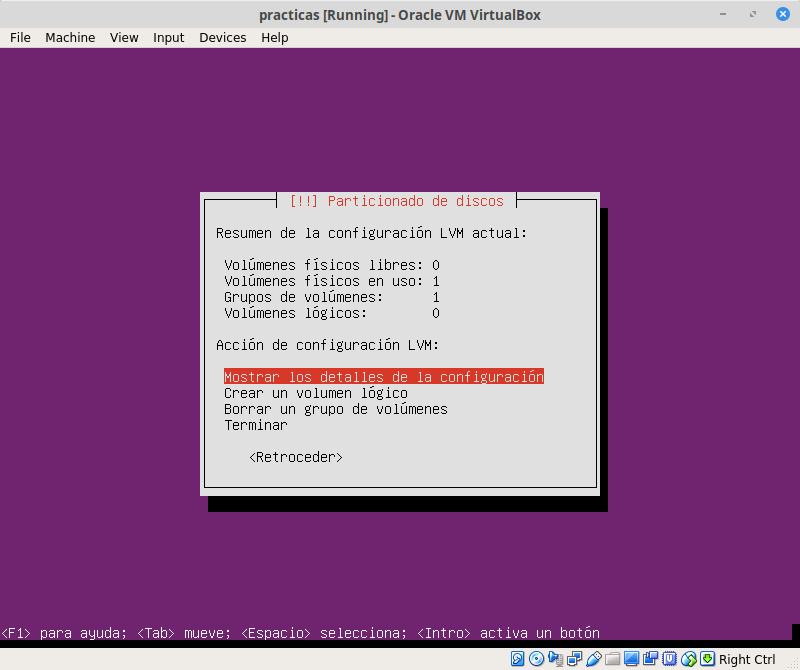 practicas [Running] - Oracle VM VirtualBox
File Machine View Input Devices Help
[!!] Particionado de discos
Resumen de la configuración LVM actual:
Volúmenes físicos libres: 0
Volúmenes físicos en uso: 1
Grupos de volúmenes: 1
Volúmenes lógicos: 0
Acción de configuración LVM:
Mostrar los detalles de la configuración
Crear un volumen lógico
Borrar un grupo de volúmenes
Terminar
<Retroceder>
<F1> para ayuda; <Tab> mueve; <Espacio> selecciona; <Intro> activa un botón
Right Ctrl